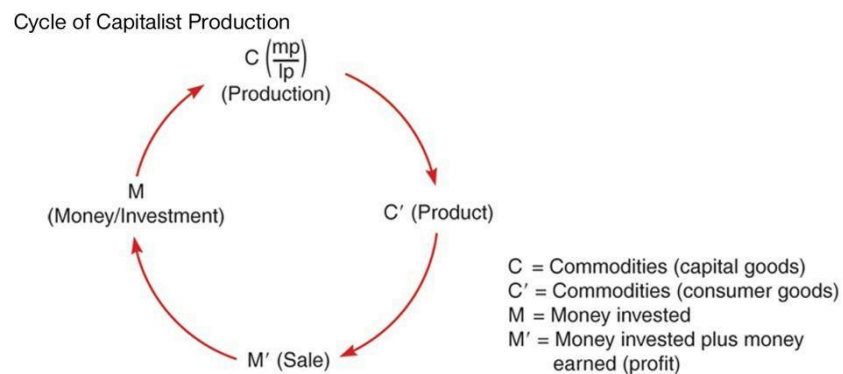 Cycle of Capitalist Production
C (mp/lp)
(Production)
M
(Money/Investment)
C′ (Product)
M′ (Sale)
C = Commodities (capital goods)
C′ = Commodities (consumer goods)
M = Money invested
M′ = Money invested plus money
earned (profit)